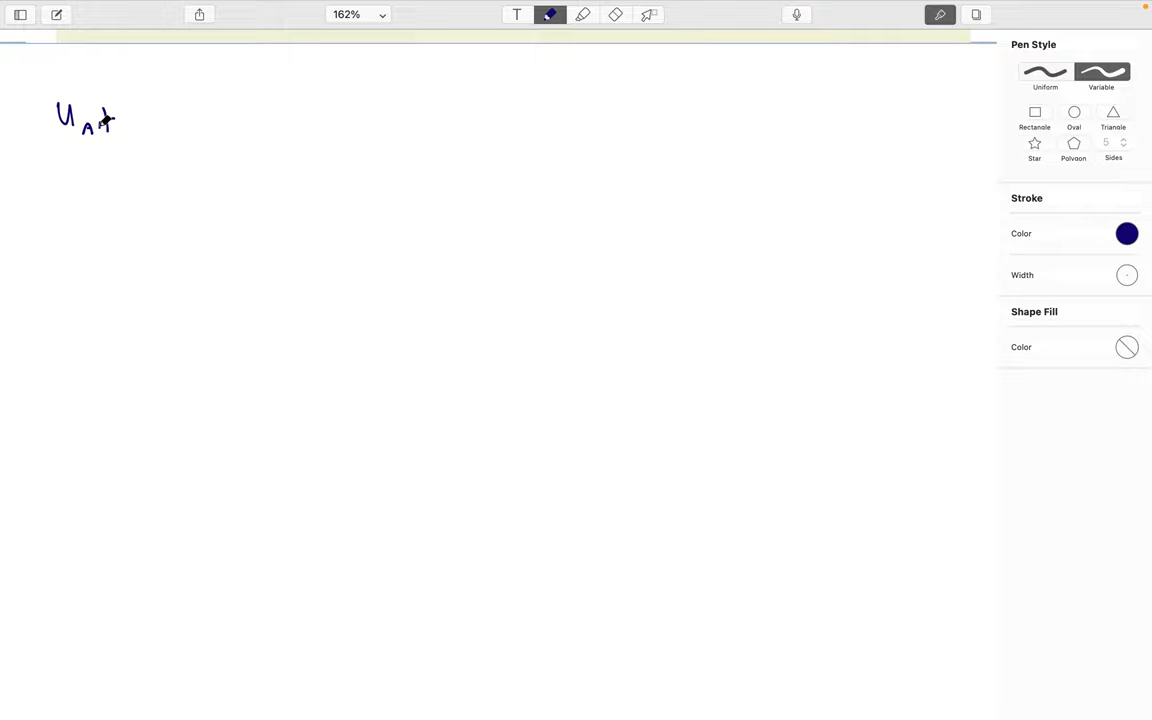 162%
Pen Style
Uniform Variable
Rectangle Oval Triangle
Star Polygon 5 Sides
Stroke
Color
Width
Shape Fill
Color
T
U